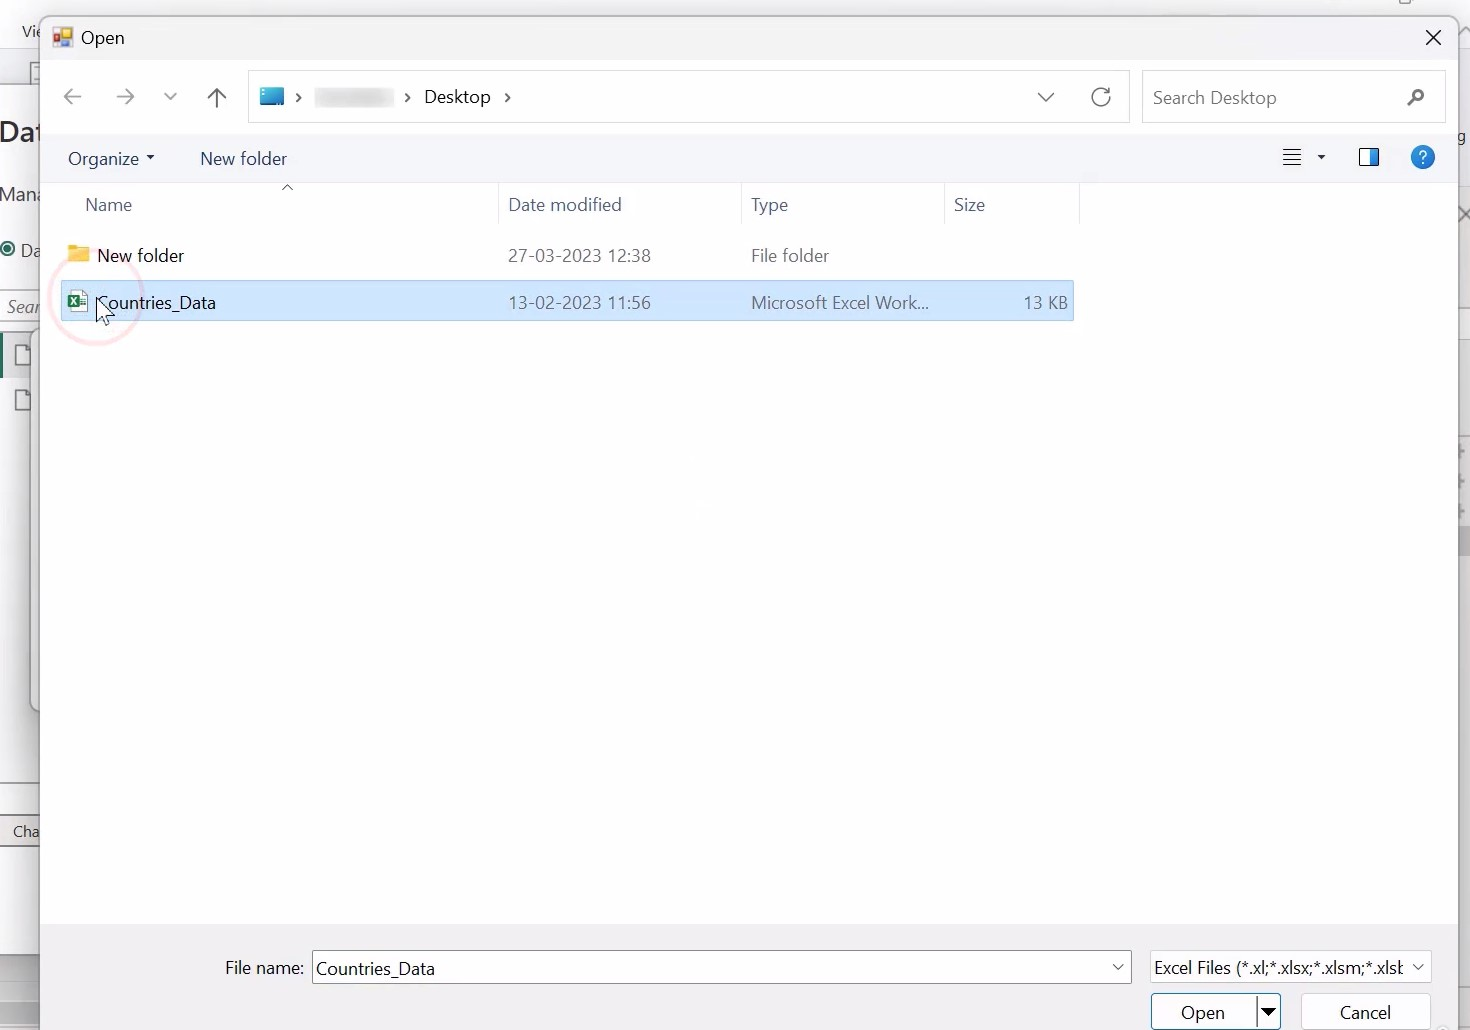 Open
Desktop
Search Desktop
Organize
New folder
Name
Date modified
Type
Size
New folder
27-03-2023 12:38
File folder
Countries_Data
13-02-2023 11:56
Microsoft Excel Work...
13 KB
File name:
Countries_Data
Excel Files (*.xl;*.xlsx;*.xlsm;*.xlsb
Open
Cancel